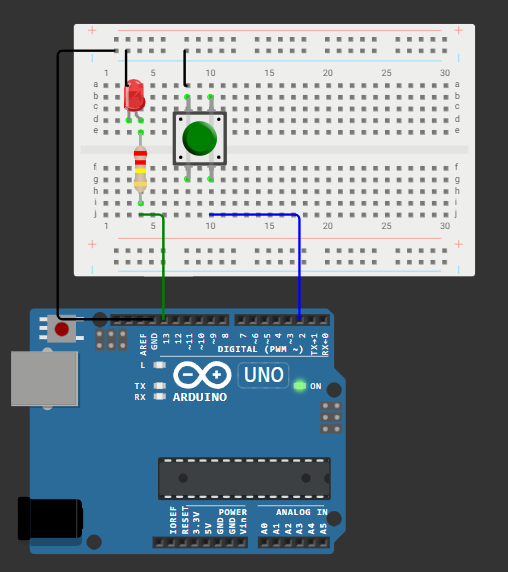 + +
1 5 10 15 20 25 30
a a
b b
c c
d d
e e
f f
g g
h h
i i
j j
1 5 10 15 20 25 30
+ +
AREF GND 13 12 ~11 ~10 ~9 8 7 ~6 ~5 4 ~3 2 TX→1 RX←0
DIGITAL (PWM ~)
L
UNO
TX
RX
ON
ARDUINO
POWER
ANALOG IN
IOREF RESET 3.3V 5V GND GND Vin A0 A1 A2 A3 A4 A5